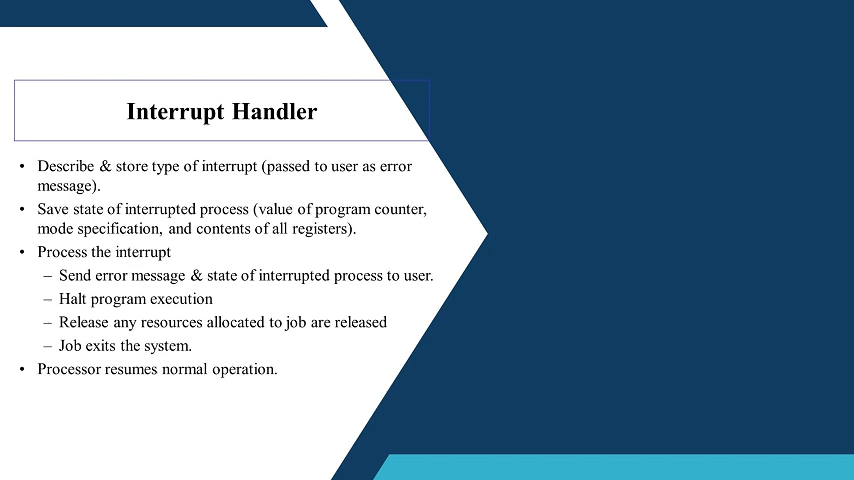 Interrupt Handler
• Describe & store type of interrupt (passed to user as error
message).
• Save state of interrupted process (value of program counter,
mode specification, and contents of all registers).
• Process the interrupt
– Send error message & state of interrupted process to user.
– Halt program execution
– Release any resources allocated to job are released
– Job exits the system.
• Processor resumes normal operation.